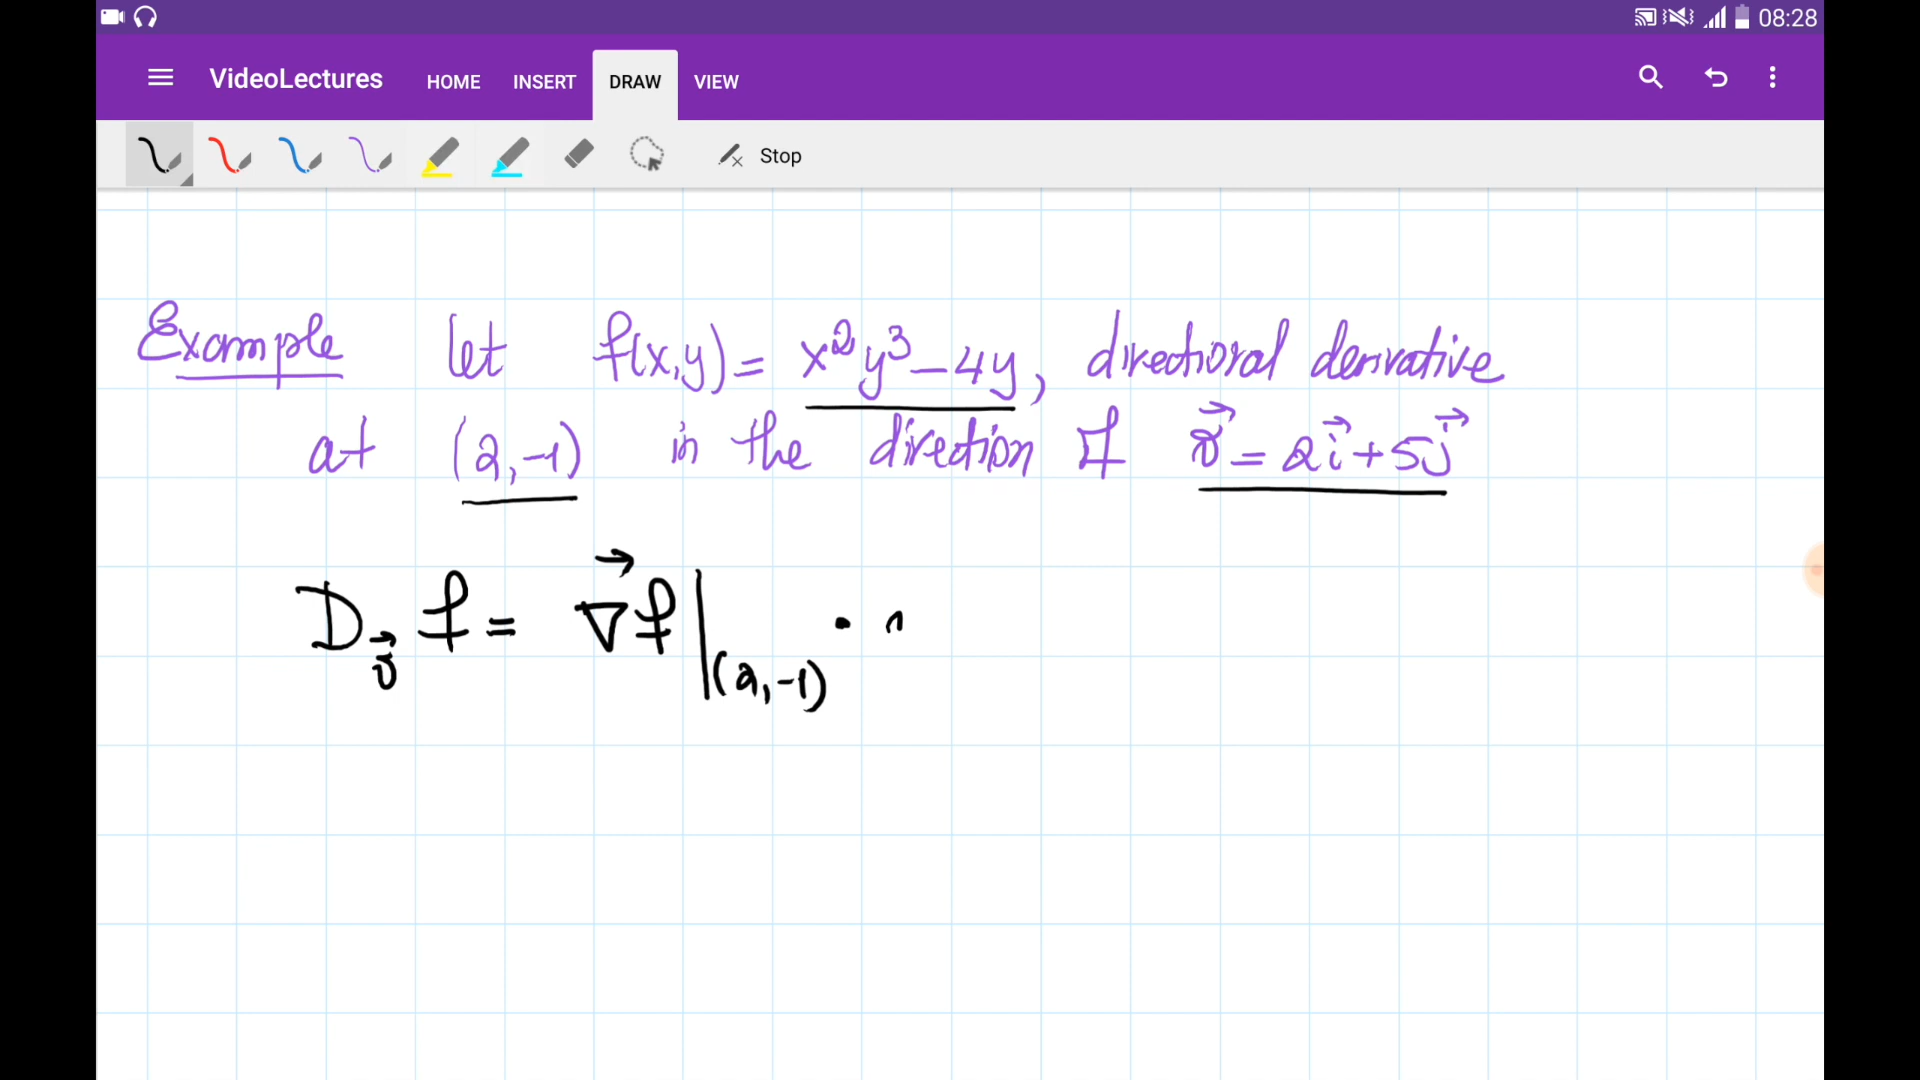 08:28
VideoLectures HOME INSERT DRAW VIEW
Stop
Example let f(x,y) = x²y³ – 4y, directional derivative
at (2,-1) in the direction of v⃗ = 2i⃗ + 5j⃗
D_v⃗ f = ∇⃗f|_(2,-1) ·